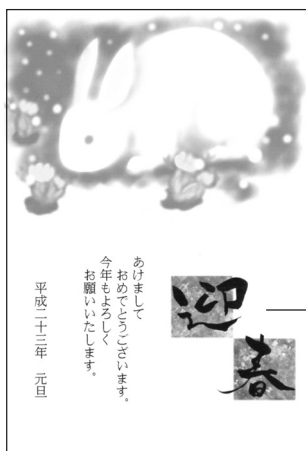 迎春
あけまして
おめでとうございます。
今年もよろしく
お願いいたします。
平成二十三年　元旦